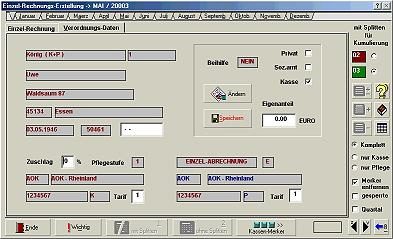 Einzel-Rechnungs-Erstellung -> MAI / 20003
Januar Februar Maerz April Mai Juni Juli August Septemb Oktob. Novemb. Dezemb.
Einzel-Rechnung Verordnungs-Daten
mit Splitten
für
Kumulierung
König ( K+P ) 1
Uwe
Waldsaum 87
45134 Essen
03.05.1946 50461 - -
Beihilfe NEIN
Privat
Soz.amt
Kasse
Ändern
Speichern
Eigenanteil
0.00 EURO
02
03
Zuschlag 0 % Pflegestufe 1
EINZEL-ABRECHNUNG E
AOK AOK - Rheinland
AOK AOK - Rheinland
1234567 K Tarif 1
1234567 P Tarif 1
Komplett
nur Kasse
nur Pflege
Merker
entfernen
gesperrte
Quartal
Ende
Wichtig
1 mit Splitten
2 ohne Splitten
Kassen-Merker